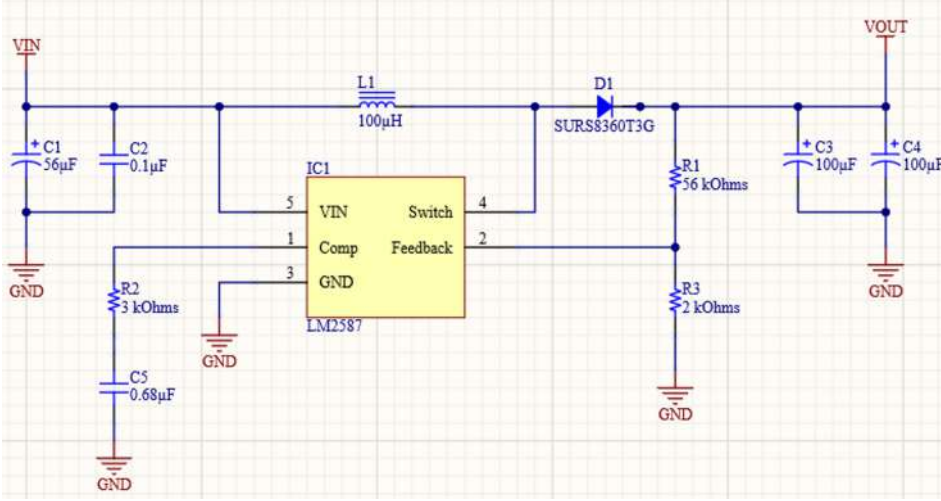 VIN
VOUT
L1
100µH
D1
SURS8360T3G
C1
56µF
C2
0.1µF
C3
100µF
C4
100µF
R1
56 kOhms
IC1
5
VIN
Switch
4
1
Comp
Feedback
2
3
GND
LM2587
R2
3 kOhms
R3
2 kOhms
C5
0.68µF
GND
GND
GND
GND
GND